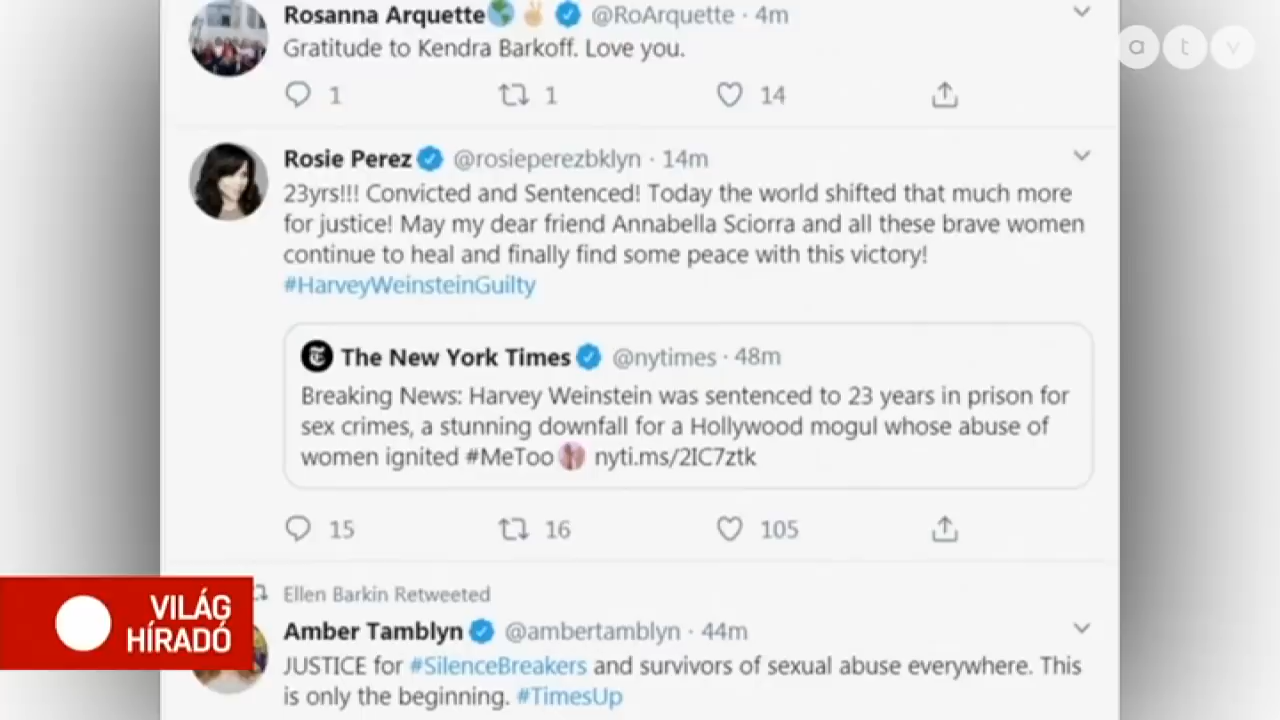 Rosanna Arquette @RoArquette · 4m
a t v
Gratitude to Kendra Barkoff. Love you.
1 1 14
Rosie Perez @rosieperezbklyn · 14m
23yrs!!! Convicted and Sentenced! Today the world shifted that much more
for justice! May my dear friend Annabella Sciorra and all these brave women
continue to heal and finally find some peace with this victory!
#HarveyWeinsteinGuilty
The New York Times @nytimes · 48m
Breaking News: Harvey Weinstein was sentenced to 23 years in prison for
sex crimes, a stunning downfall for a Hollywood mogul whose abuse of
women ignited #MeToo nyti.ms/2IC7ztk
15 16 105
Ellen Barkin Retweeted
Amber Tamblyn @ambertamblyn · 44m
JUSTICE for #SilenceBreakers and survivors of sexual abuse everywhere. This
is only the beginning. #TimesUp
VILÁG
HÍRADÓ